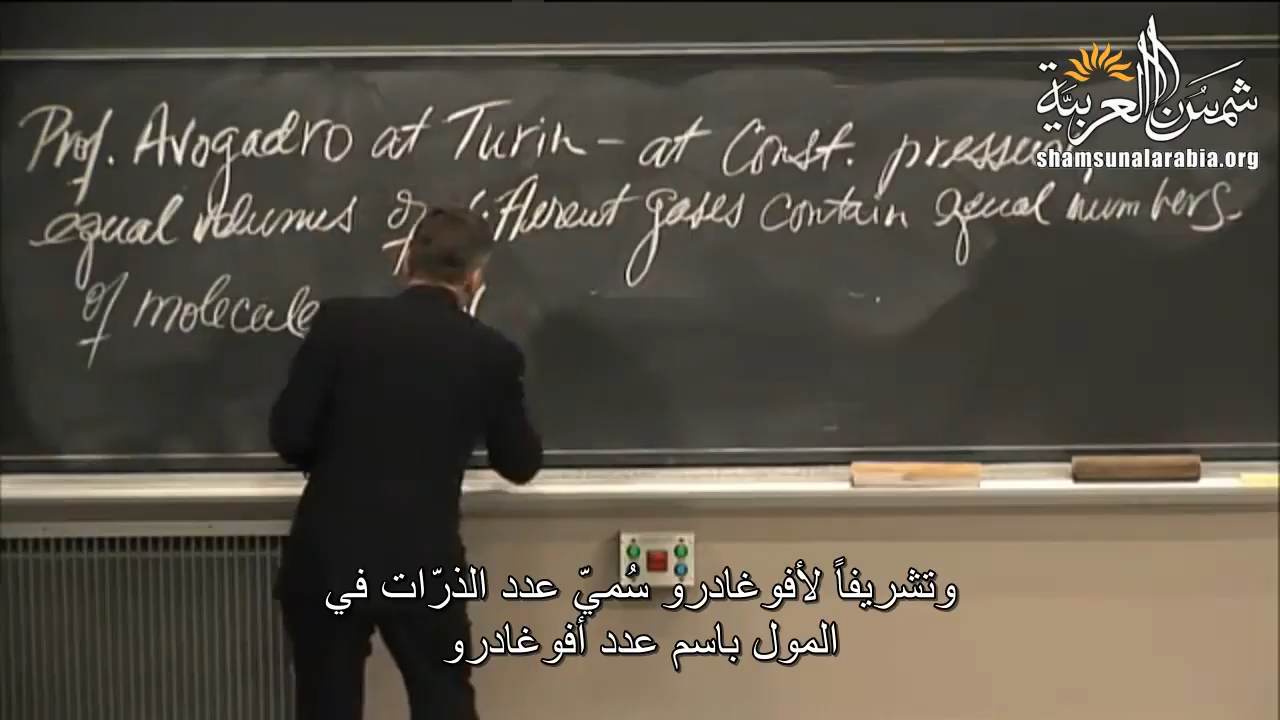 شمس العربية
shamsunalarabia.org
Prof. Avogadro at Turin - at Const. pressure
equal volumes of different gases contain equal numbers
of molecule
وتشريفاً لأفوغادرو سُميّ عدد الذرّات في
المول باسم عدد أفوغادرو